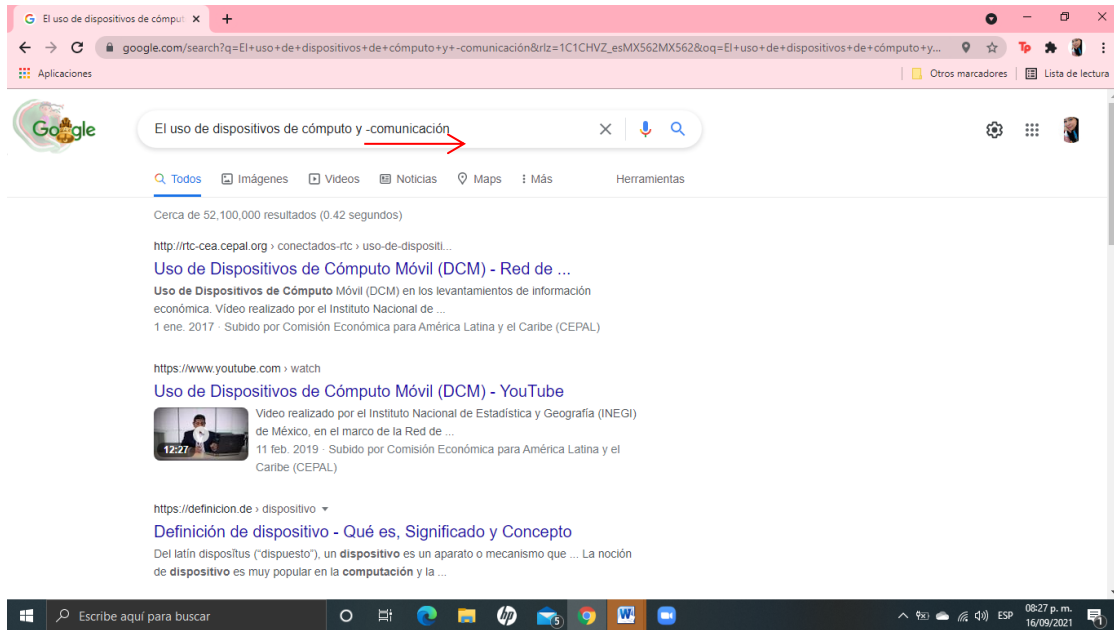 El uso de dispositivos de cómput
google.com/search?q=El+uso+de+dispositivos+de+cómputo+y+-comunicación&rlz=1C1CHVZ_esMX562MX562&oq=El+uso+de+dispositivos+de+cómputo+y...
Tp
Aplicaciones
Otros marcadores
Lista de lectura
Google
El uso de dispositivos de cómputo y -comunicación
Todos Imágenes Videos Noticias Maps Más Herramientas
Cerca de 52,100,000 resultados (0.42 segundos)
http://rtc-cea.cepal.org › conectados-rtc › uso-de-dispositi...
Uso de Dispositivos de Cómputo Móvil (DCM) - Red de ...
Uso de Dispositivos de Cómputo Móvil (DCM) en los levantamientos de información
económica. Vídeo realizado por el Instituto Nacional de ...
1 ene. 2017 · Subido por Comisión Económica para América Latina y el Caribe (CEPAL)
https://www.youtube.com › watch
Uso de Dispositivos de Cómputo Móvil (DCM) - YouTube
Video realizado por el Instituto Nacional de Estadística y Geografía (INEGI)
de México, en el marco de la Red de ...
11 feb. 2019 · Subido por Comisión Económica para América Latina y el
Caribe (CEPAL)
12:27
https://definicion.de › dispositivo
Definición de dispositivo - Qué es, Significado y Concepto
Del latín disposĭtus ("dispuesto"), un dispositivo es un aparato o mecanismo que ... La noción
de dispositivo es muy popular en la computación y la ...
Escribe aquí para buscar
hp
5
W
ESP
08:27 p. m.
16/09/2021
1